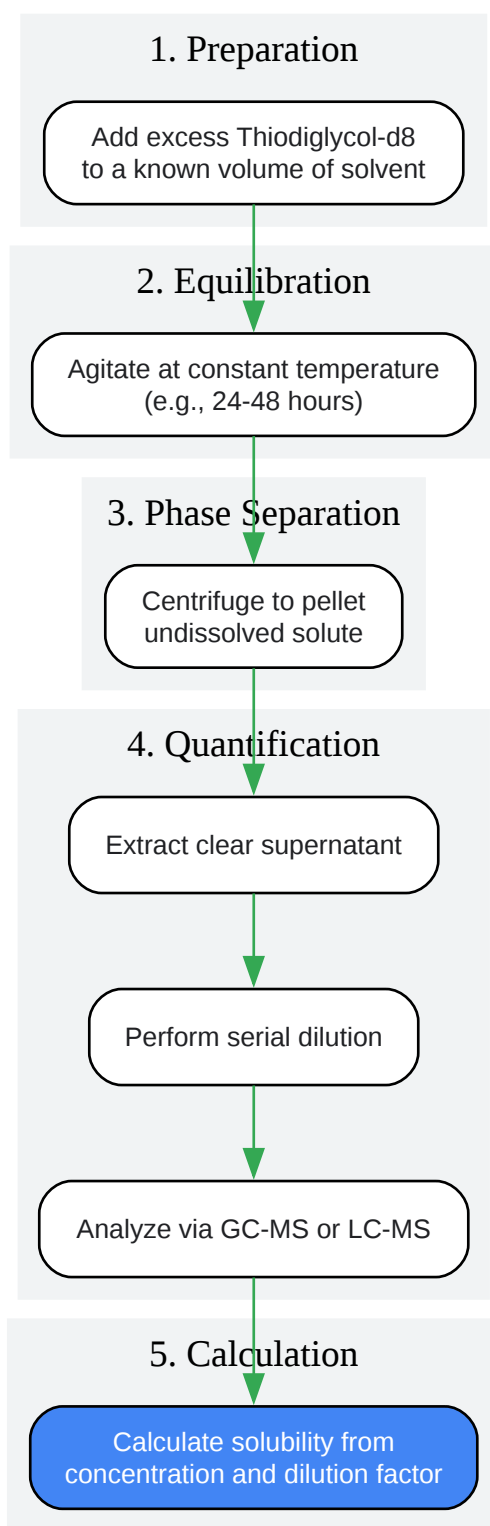 1. Preparation
Add excess Thiodiglycol-d8
to a known volume of solvent
2. Equilibration
Agitate at constant temperature
(e.g., 24-48 hours)
3. Phase Separation
Centrifuge to pellet
undissolved solute
4. Quantification
Extract clear supernatant
Perform serial dilution
Analyze via GC-MS or LC-MS
5. Calculation
Calculate solubility from
concentration and dilution factor